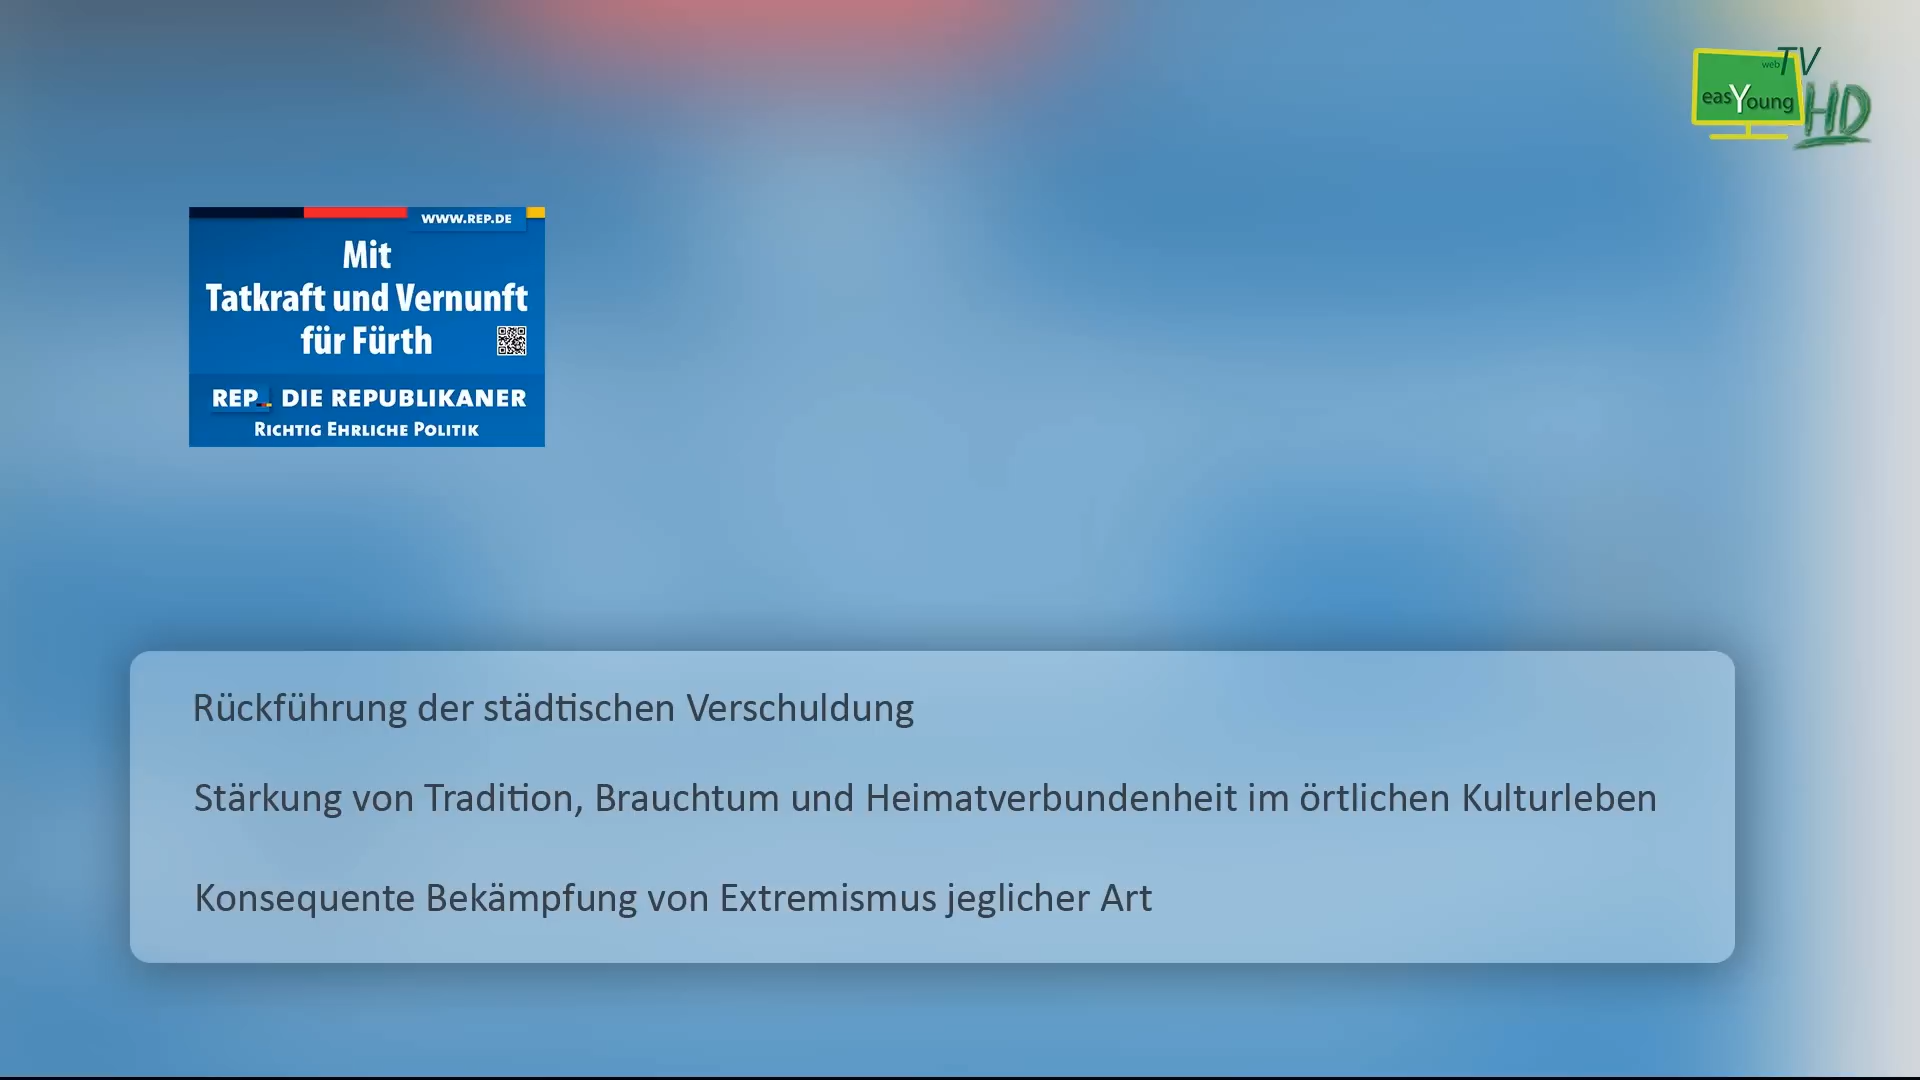 web TV
easYoung HD
WWW.REP.DE
Mit
Tatkraft und Vernunft
für Fürth
REP DIE REPUBLIKANER
RICHTIG EHRLICHE POLITIK
Rückführung der städtischen Verschuldung
Stärkung von Tradition, Brauchtum und Heimatverbundenheit im örtlichen Kulturleben
Konsequente Bekämpfung von Extremismus jeglicher Art